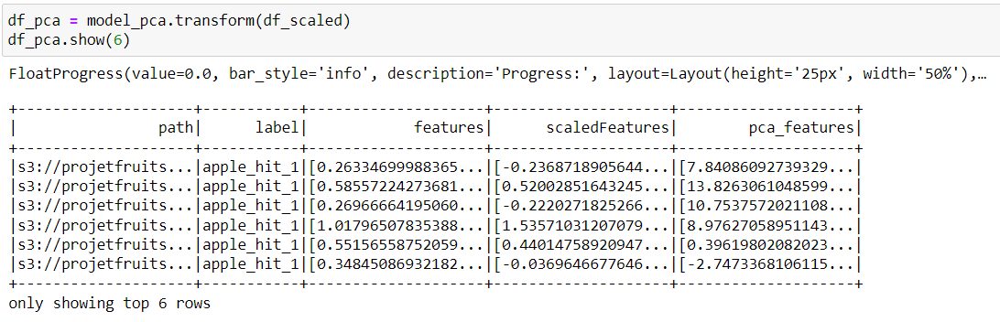 df_pca = model_pca.transform(df_scaled)
df_pca.show(6)
FloatProgress(value=0.0, bar_style='info', description='Progress:', layout=Layout(height='25px', width='50%'),…
+--------------------+-----------+--------------------+--------------------+--------------------+
|                path|      label|            features|      scaledFeatures|        pca_features|
+--------------------+-----------+--------------------+--------------------+--------------------+
|s3://projetfruits...|apple_hit_1|[0.26334699988365...|[-0.2368718905644...|[7.84086092739329...|
|s3://projetfruits...|apple_hit_1|[0.58557224273681...|[0.52002851643245...|[13.8263061048599...|
|s3://projetfruits...|apple_hit_1|[0.26966664195060...|[-0.2220271825266...|[10.7537572021108...|
|s3://projetfruits...|apple_hit_1|[1.01796507835388...|[1.53571031207079...|[8.97627058951143...|
|s3://projetfruits...|apple_hit_1|[0.55156558752059...|[0.44014758920947...|[0.39619802082023...|
|s3://projetfruits...|apple_hit_1|[0.34845086932182...|[-0.0369646677646...|[-2.7473368106115...|
+--------------------+-----------+--------------------+--------------------+--------------------+
only showing top 6 rows